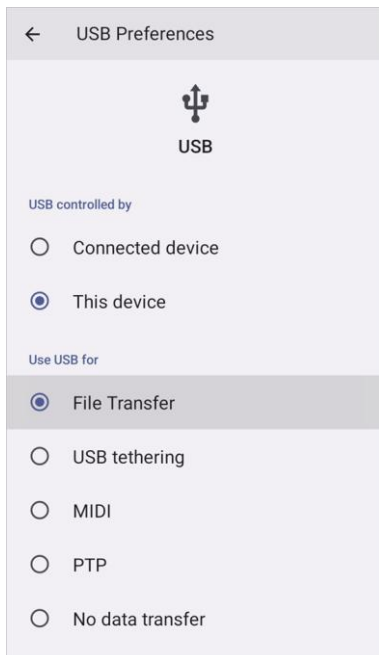 USB Preferences
USB
USB controlled by
Connected device
This device
Use USB for
File Transfer
USB tethering
MIDI
PTP
No data transfer